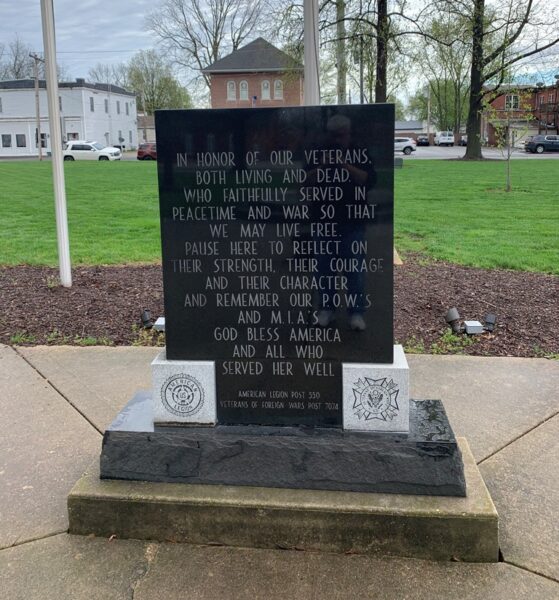 IN HONOR OF OUR VETERANS,
BOTH LIVING AND DEAD,
WHO FAITHFULLY SERVED IN
PEACETIME AND WAR SO THAT
WE MAY LIVE FREE.
PAUSE HERE TO REFLECT ON
THEIR STRENGTH, THEIR COURAGE
AND THEIR CHARACTER
AND REMEMBER OUR P.O.W.'S
AND M.I.A.'S
GOD BLESS AMERICA
AND ALL WHO
SERVED HER WELL
AMERICAN LEGION POST 550
VETERANS OF FOREIGN WARS POST 7074
AMERICAN
US
LEGION